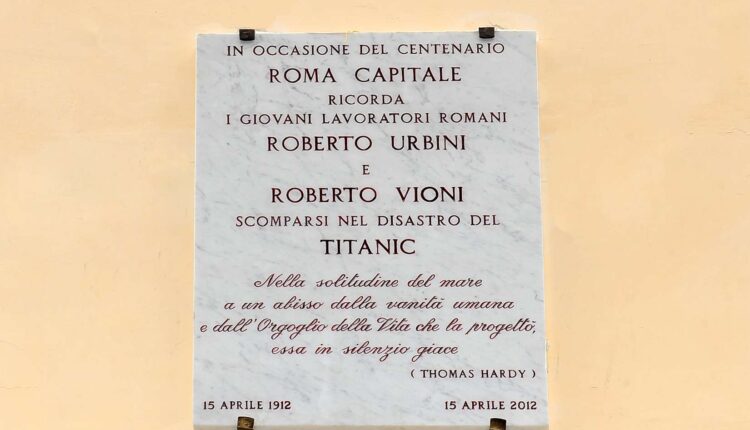 IN OCCASIONE DEL CENTENARIO
ROMA CAPITALE
RICORDA
I GIOVANI LAVORATORI ROMANI
ROBERTO URBINI
E
ROBERTO VIONI
SCOMPARSI NEL DISASTRO DEL
TITANIC
Nella solitudine del mare
a un abisso dalla vanità umana
e dall'Orgoglio della Vita che la progettò,
essa in silenzio giace
( THOMAS HARDY )
15 APRILE 1912 15 APRILE 2012